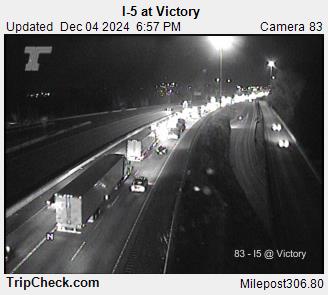 I-5 at Victory
Updated Dec 04 2024 6:57 PM Camera 83
T
N
83 - I5 @ Victory
TripCheck.com Milepost306.80